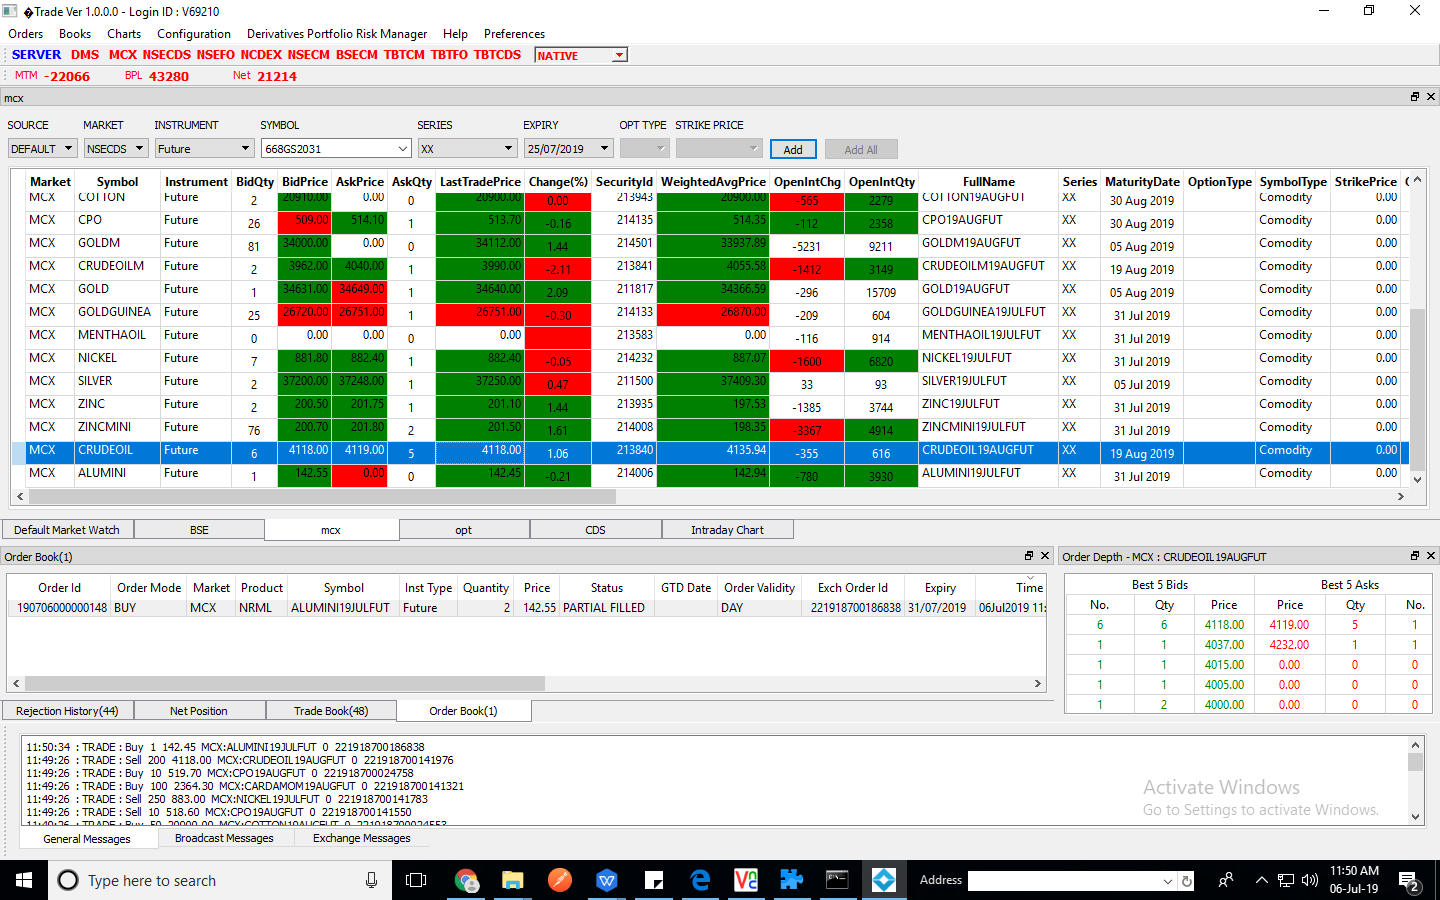 �Trade Ver 1.0.0.0 - Login ID : V69210
Orders Books Charts Configuration Derivatives Portfolio Risk Manager Help Preferences
SERVER DMS MCX NSECDS NSEFO NCDEX NSECM BSECM TBTCM TBTFO TBTCDS NATIVE
MTM -22066 BPL 43280 Net 21214
mcx
SOURCE MARKET INSTRUMENT SYMBOL SERIES EXPIRY OPT TYPE STRIKE PRICE
DEFAULT NSECDS Future 668GS2031 XX 25/07/2019 Add Add All
Market Symbol Instrument BidQty BidPrice AskPrice AskQty LastTradePrice Change(%) SecurityId WeightedAvgPrice OpenIntChg OpenIntQty FullName Series MaturityDate OptionType SymbolType StrikePrice
MCX COTTON Future 2 20910.00 0.00 0 20900.00 0.00 213943 20900.00 -565 2279 COTTON19AUGFUT XX 30 Aug 2019 Comodity 0.00
MCX CPO Future 26 509.00 514.10 1 513.70 -0.16 214135 514.35 -112 2358 CPO19AUGFUT XX 30 Aug 2019 Comodity 0.00
MCX GOLDM Future 81 34000.00 0.00 0 34112.00 1.44 214501 33937.89 -5231 9211 GOLDM19AUGFUT XX 05 Aug 2019 Comodity 0.00
MCX CRUDEOILM Future 2 3962.00 4040.00 1 3990.00 -2.11 213841 4055.58 -1412 3149 CRUDEOILM19AUGFUT XX 19 Aug 2019 Comodity 0.00
MCX GOLD Future 1 34631.00 34649.00 1 34640.00 2.09 211817 34366.59 -296 15709 GOLD19AUGFUT XX 05 Aug 2019 Comodity 0.00
MCX GOLDGUINEA Future 25 26720.00 26751.00 1 26751.00 -0.30 214133 26870.00 -209 604 GOLDGUINEA19JULFUT XX 31 Jul 2019 Comodity 0.00
MCX MENTHAOIL Future 0 0.00 0.00 0 0.00 213583 0.00 -116 914 MENTHAOIL19JULFUT XX 31 Jul 2019 Comodity 0.00
MCX NICKEL Future 7 881.80 882.40 1 882.40 -0.05 214232 887.07 -1600 6820 NICKEL19JULFUT XX 31 Jul 2019 Comodity 0.00
MCX SILVER Future 2 37200.00 37248.00 1 37250.00 0.47 211500 37409.30 33 93 SILVER19JULFUT XX 05 Jul 2019 Comodity 0.00
MCX ZINC Future 2 200.50 201.75 1 201.10 1.44 213935 197.53 -1385 3744 ZINC19JULFUT XX 31 Jul 2019 Comodity 0.00
MCX ZINCMINI Future 76 200.70 201.80 2 201.50 1.61 214008 198.35 -3367 4914 ZINCMINI19JULFUT XX 31 Jul 2019 Comodity 0.00
MCX CRUDEOIL Future 6 4118.00 4119.00 5 4118.00 1.06 213840 4135.94 -355 616 CRUDEOIL19AUGFUT XX 19 Aug 2019 Comodity 0.00
MCX ALUMINI Future 1 142.55 0.00 0 142.45 -0.21 214006 142.94 -780 3930 ALUMINI19JULFUT XX 31 Jul 2019 Comodity 0.00
Default Market Watch BSE mcx opt CDS Intraday Chart
Order Book(1)
Order Id Order Mode Market Product Symbol Inst Type Quantity Price Status GTD Date Order Validity Exch Order Id Expiry Time
190706000000148 BUY MCX NRML ALUMINI19JULFUT Future 2 142.55 PARTIAL FILLED DAY 221918700186838 31/07/2019 06Jul2019 11:
Rejection History(44) Net Position Trade Book(48) Order Book(1)
Order Depth - MCX : CRUDEOIL19AUGFUT
Best 5 Bids Best 5 Asks
No. Qty Price Price Qty No.
6 6 4118.00 4119.00 5 1
1 1 4037.00 4232.00 1 1
1 1 4015.00 0.00 0 0
1 1 4005.00 0.00 0 0
1 2 4000.00 0.00 0 0
11:50:34 : TRADE : Buy 1 142.45 MCX:ALUMINI19JULFUT 0 221918700186838
11:49:26 : TRADE : Sell 200 4118.00 MCX:CRUDEOIL19AUGFUT 0 221918700141976
11:49:26 : TRADE : Buy 10 519.70 MCX:CPO19AUGFUT 0 221918700024758
11:49:26 : TRADE : Buy 100 2364.30 MCX:CARDAMOM19AUGFUT 0 221918700141321
11:49:26 : TRADE : Sell 250 883.00 MCX:NICKEL19JULFUT 0 221918700141783
11:49:26 : TRADE : Sell 10 518.60 MCX:CPO19AUGFUT 0 221918700141550
11:49:26 : TRADE : Buy 50 20900.00 MCX:COTTON19AUGFUT 0 221918700024553
Activate Windows
Go to Settings to activate Windows.
General Messages Broadcast Messages Exchange Messages
Type here to search Address 11:50 AM
06-Jul-19 2